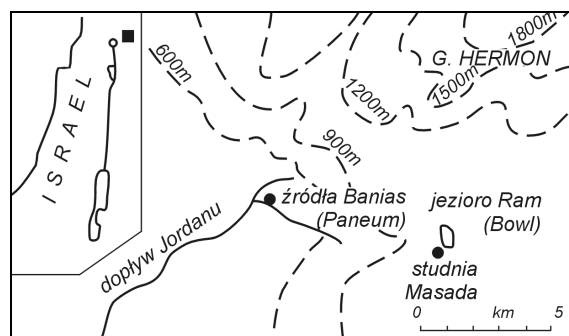 ISRAEL
600m
G. HERMON
1800m
1500m
1200m
900m
źródła Banias
(Paneum)
jezioro Ram
(Bowl)
dopływ Jordanu
studnia
Masada
0 km 5